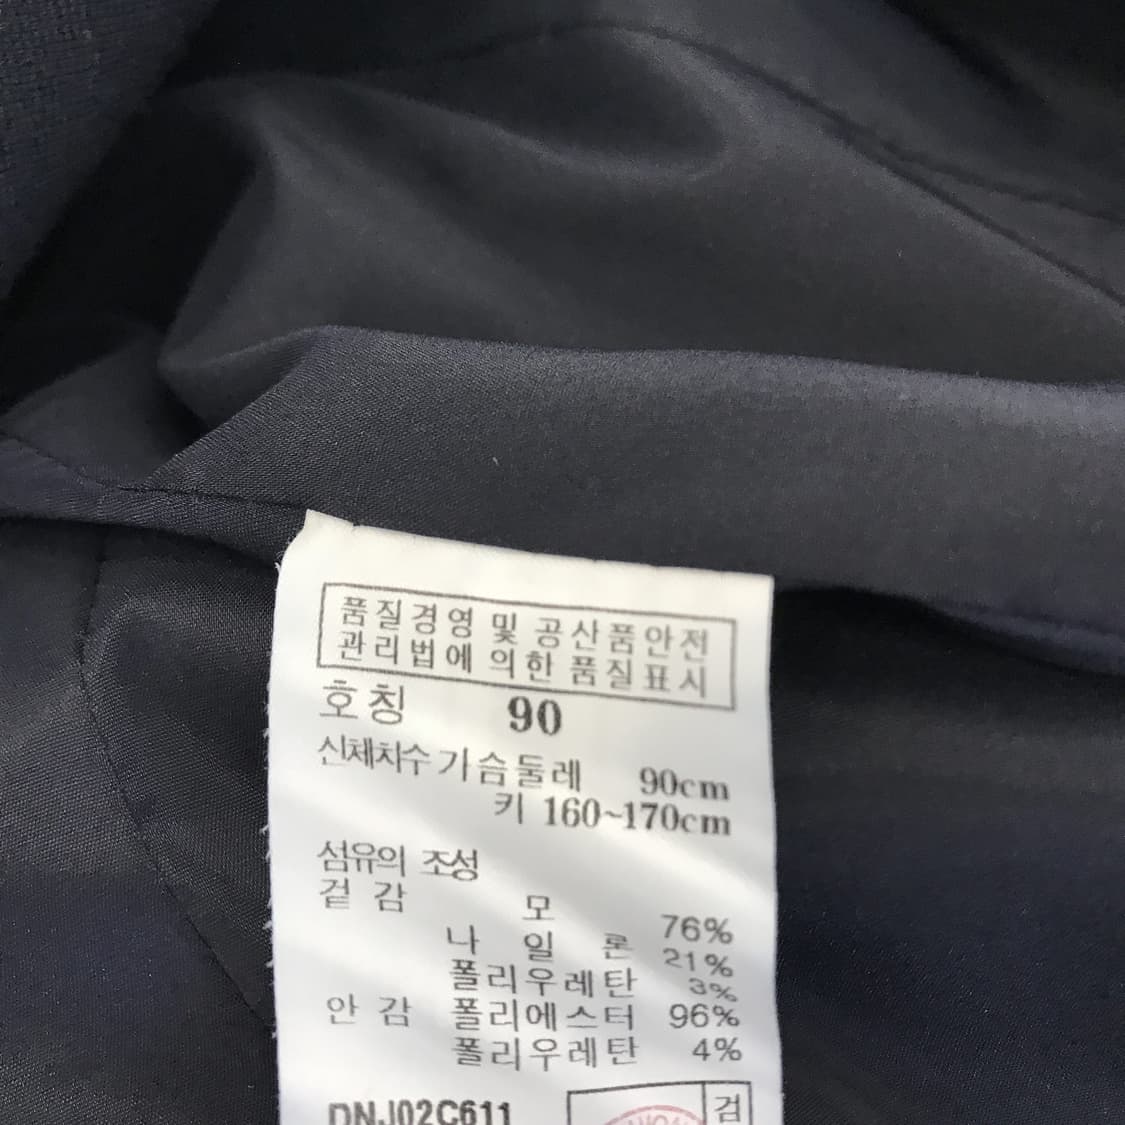 품질경영 및 공산품안전
관리법에 의한 품질표시
호칭 90
신체치수 가슴둘레 90cm
키 160~170cm
섬유의 조성
겉감 모 76%
나일론 21%
폴리우레탄 3%
안감 폴리에스터 96%
폴리우레탄 4%
DNJ02C611
검